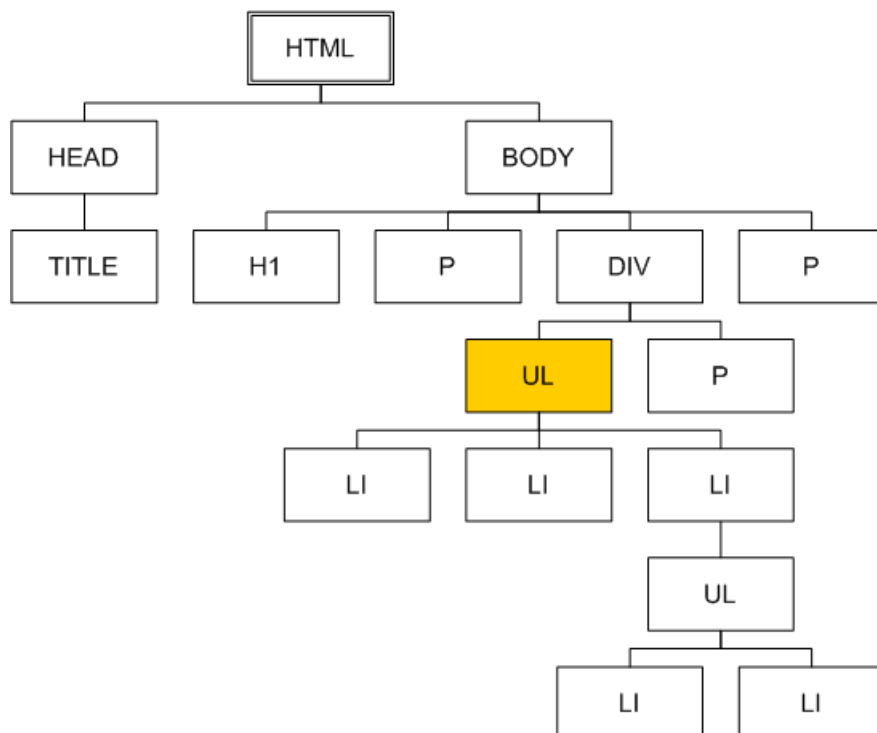 HTML
HEAD BODY
TITLE H1 P DIV P
UL P
LI LI LI
UL
LI LI